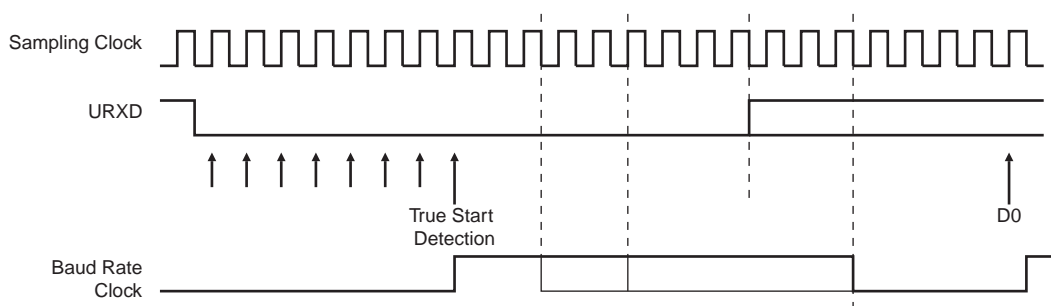 Sampling Clock
URXD
True Start
Detection
D0
Baud Rate
Clock